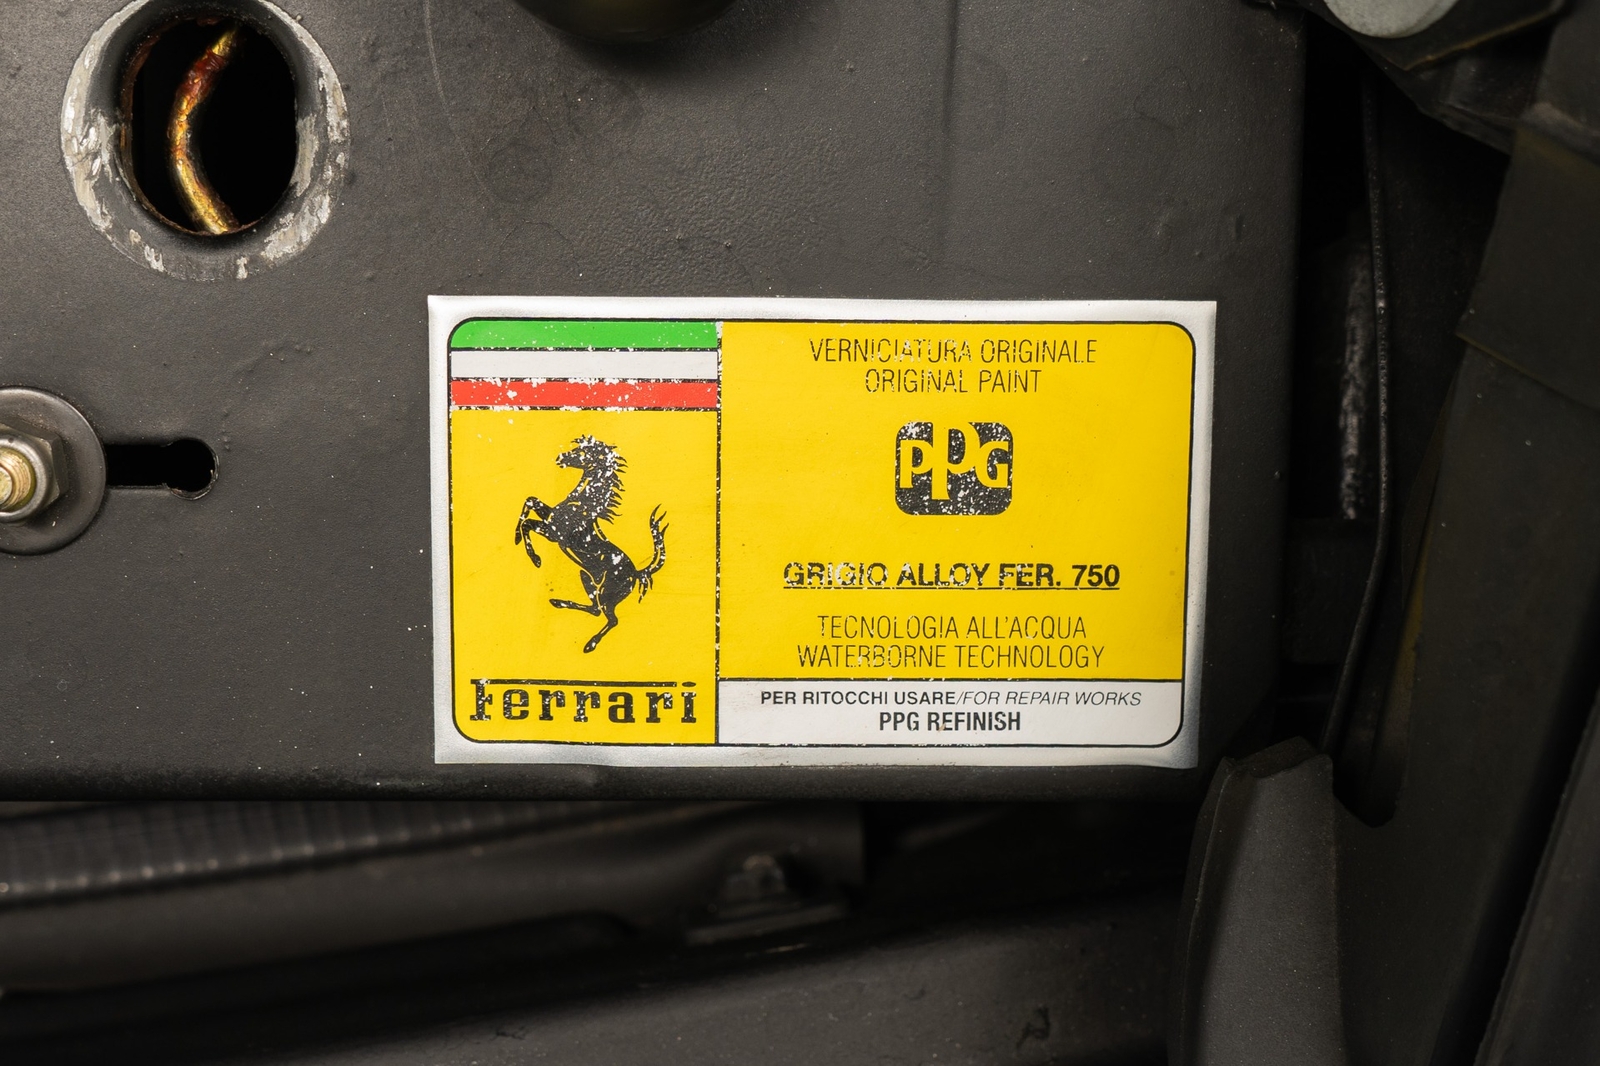 VERNICIATURA ORIGINALE
ORIGINAL PAINT
PPG
GRIGIO ALLOY FER. 750
TECNOLOGIA ALL'ACQUA
WATERBORNE TECHNOLOGY
Ferrari
PER RITOCCHI USARE/FOR REPAIR WORKS
PPG REFINISH